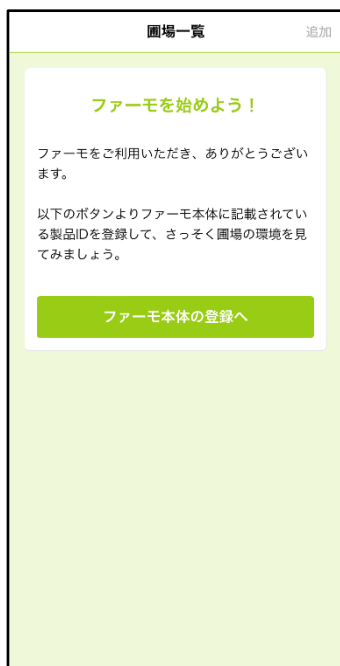 圃場一覧
追加
ファーモを始めよう！
ファーモをご利用いただき、ありがとうござい
ます。
以下のボタンよりファーモ本体に記載されてい
る製品IDを登録して、さっそく圃場の環境を見
てみましょう。
ファーモ本体の登録へ